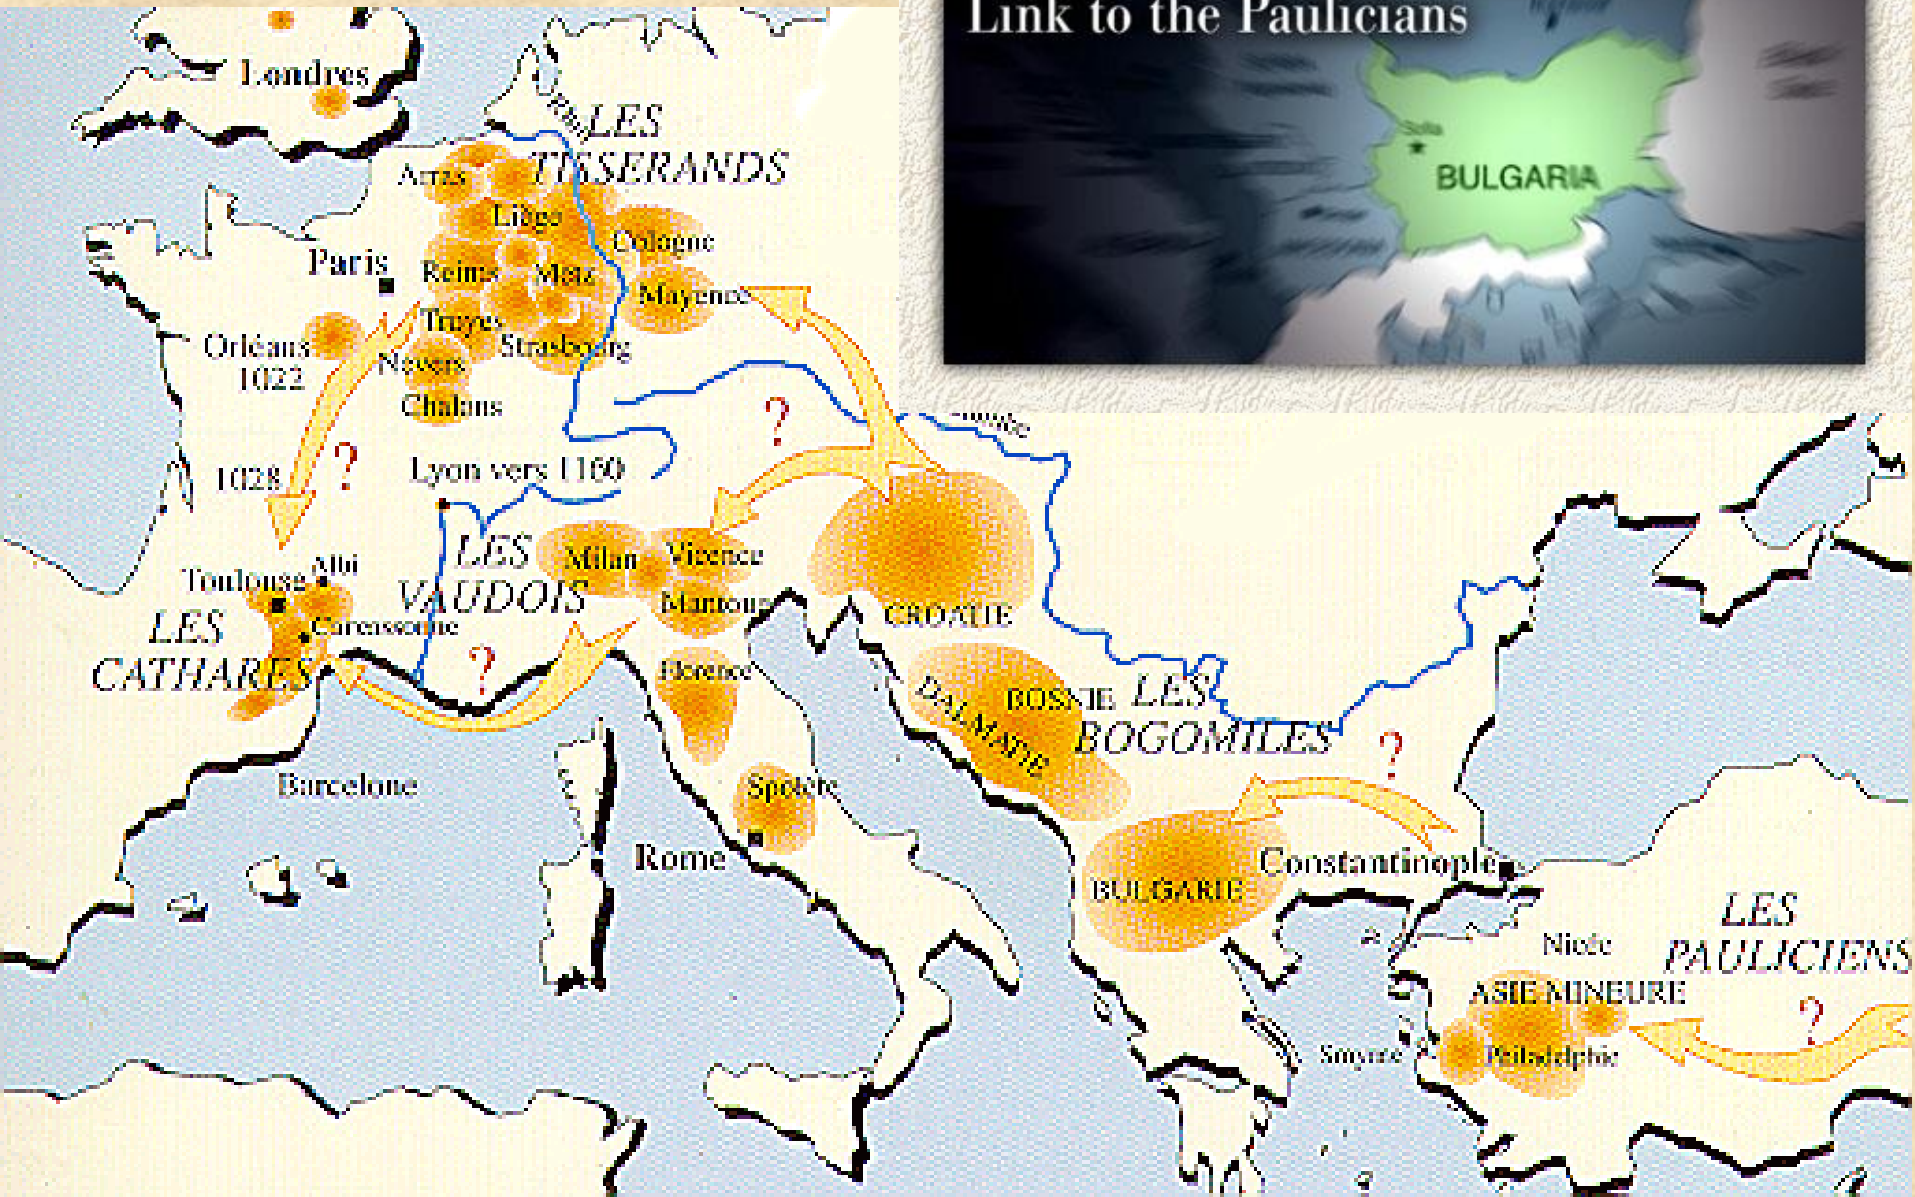 Link to the Paulicians
Sofia
BULGARIA
Londres
LES
TISSERANDS
Arras
Liège
Cologne
Paris
Reims
Metz
Mayence
Troyes
Orléans
1022
Strasbourg
Nevers
Chalons
?
?
1028
Lyon vers 1160
LES
VAUDOIS
Milan
Vicence
Mantoue
Albi
Toulouse
Carcassonne
LES
CATHARES
?
CROATIE
Florence
DALMATIE
BOSNIE
LES
BOGOMILES
?
Barcelone
Spolète
Rome
BULGARIE
Constantinople
LES
PAULICIENS
Nicée
ASIE MINEURE
?
Smyrne
Philadelphie